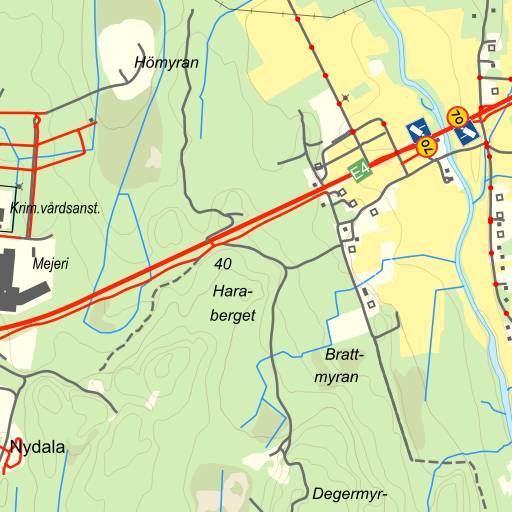 Hömyran
70
70
E4
Krim.vårdsanst.
Mejeri
40
Hara-
berget
Bratt-
myran
Nydala
Degermyr-